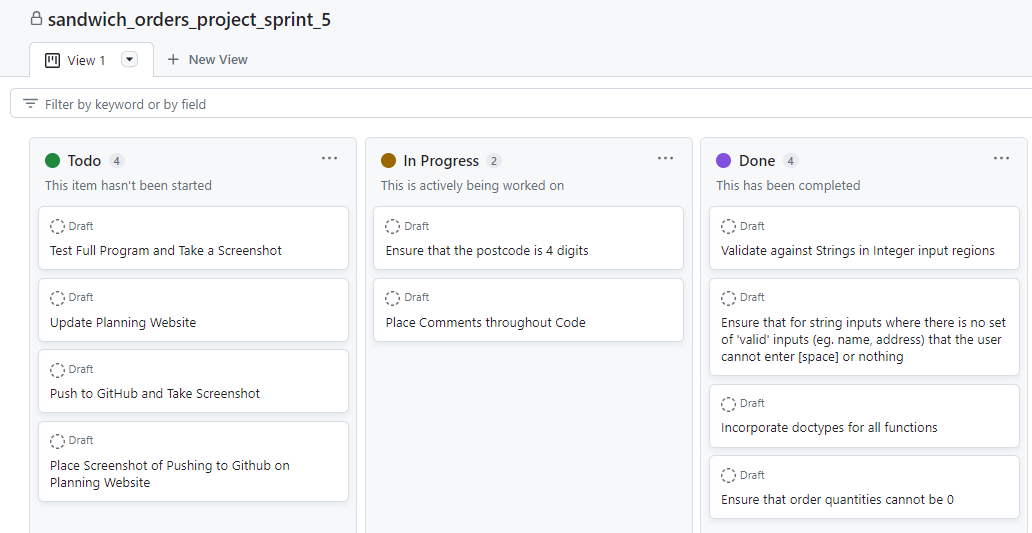 sandwich_orders_project_sprint_5
View 1
New View
Filter by keyword or by field
Todo 4
This item hasn't been started
Draft
Test Full Program and Take a Screenshot
Draft
Update Planning Website
Draft
Push to GitHub and Take Screenshot
Draft
Place Screenshot of Pushing to Github on
Planning Website
In Progress 2
This is actively being worked on
Draft
Ensure that the postcode is 4 digits
Draft
Place Comments throughout Code
Done 4
This has been completed
Draft
Validate against Strings in Integer input regions
Draft
Ensure that for string inputs where there is no set
of 'valid' inputs (eg. name, address) that the user
cannot enter [space] or nothing
Draft
Incorporate doctypes for all functions
Draft
Ensure that order quantities cannot be 0